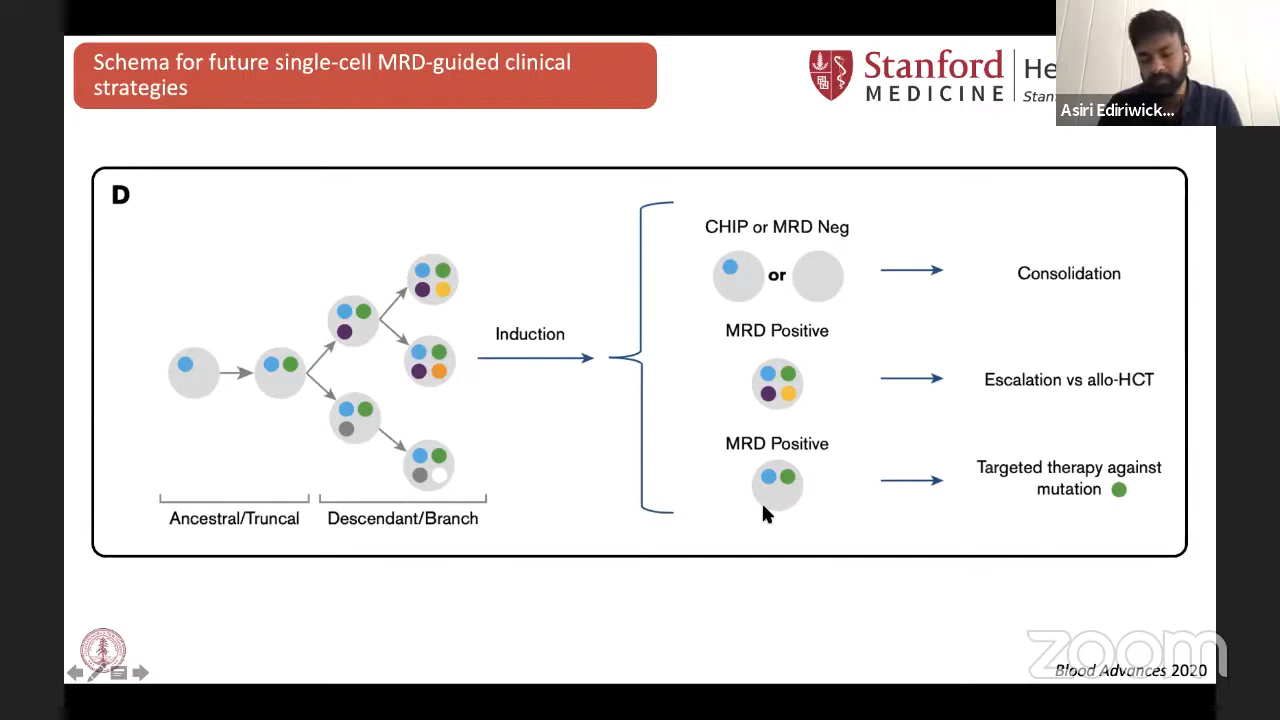 Schema for future single-cell MRD-guided clinical
strategies
Stanford
MEDICINE
He
Stan
Asiri Ediriwick...
D
CHIP or MRD Neg
or
Consolidation
MRD Positive
Induction
Escalation vs allo-HCT
MRD Positive
Targeted therapy against
mutation
Ancestral/Truncal
Descendant/Branch
zoom
Blood Advances 2020